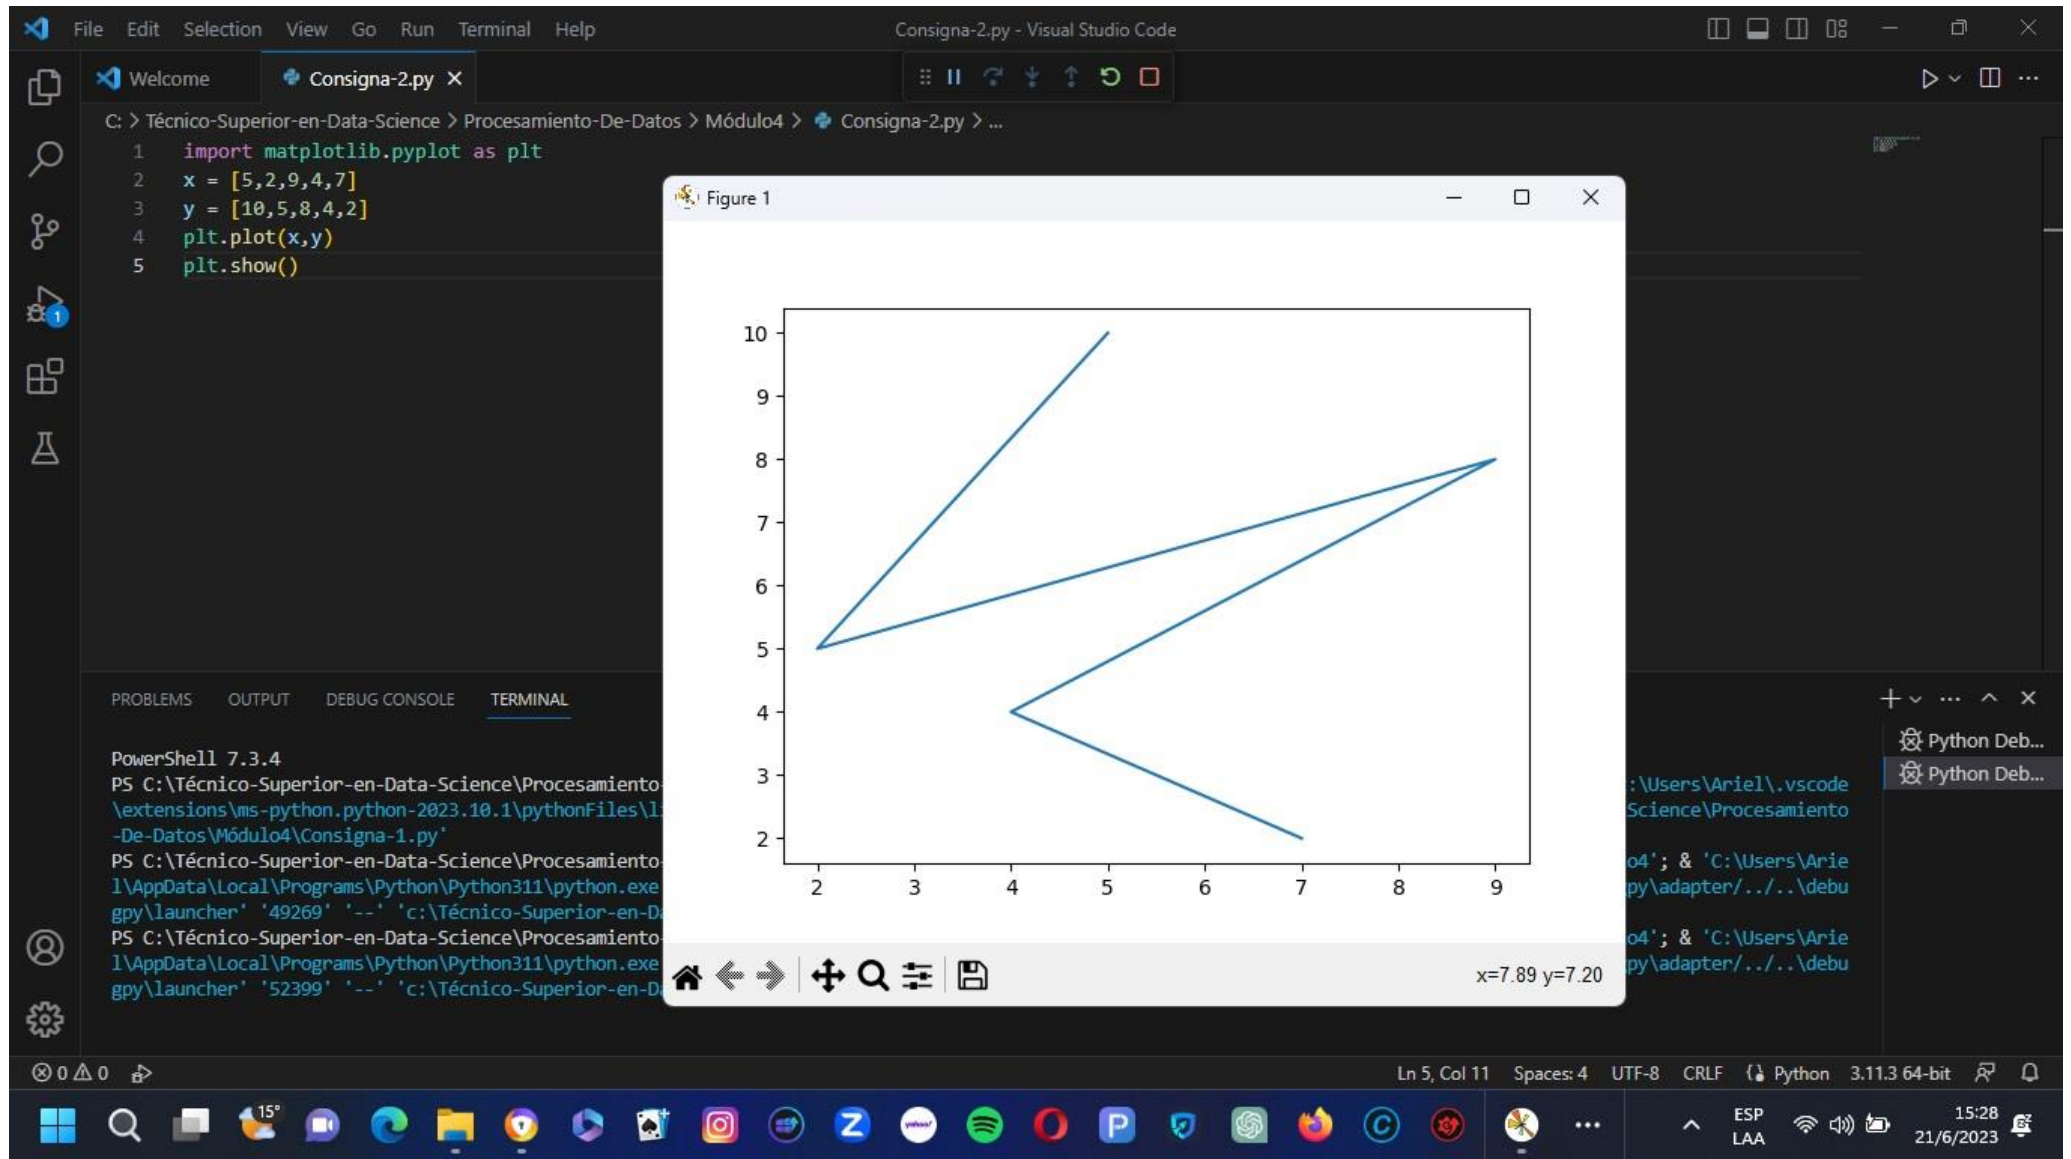 File Edit Selection View Go Run Terminal Help
Consigna-2.py - Visual Studio Code
Welcome
Consigna-2.py
C: > Técnico-Superior-en-Data-Science > Procesamiento-De-Datos > Módulo4 > Consigna-2.py > ...
1 import matplotlib.pyplot as plt
2 x = [5,2,9,4,7]
3 y = [10,5,8,4,2]
4 plt.plot(x,y)
5 plt.show()
Figure 1
10
9
8
7
6
5
4
3
2
2 3 4 5 6 7 8 9
x=7.89 y=7.20
1
PROBLEMS OUTPUT DEBUG CONSOLE TERMINAL
Python Deb...
Python Deb...
PowerShell 7.3.4
PS C:\Técnico-Superior-en-Data-Science\Procesamiento- :\Users\Ariel\.vscode
\extensions\ms-python.python-2023.10.1\pythonFiles\li Science\Procesamiento
-De-Datos\Módulo4\Consigna-1.py'
PS C:\Técnico-Superior-en-Data-Science\Procesamiento- o4'; & 'C:\Users\Arie
l\AppData\Local\Programs\Python\Python311\python.exe py\adapter/../..\debu
gpy\launcher' '49269' '--' 'c:\Técnico-Superior-en-Da
PS C:\Técnico-Superior-en-Data-Science\Procesamiento- o4'; & 'C:\Users\Arie
l\AppData\Local\Programs\Python\Python311\python.exe py\adapter/../..\debu
gpy\launcher' '52399' '--' 'c:\Técnico-Superior-en-Da
0 0
Ln 5, Col 11 Spaces: 4 UTF-8 CRLF Python 3.11.3 64-bit
15°
yahoo!
ESP
LAA
15:28
21/6/2023